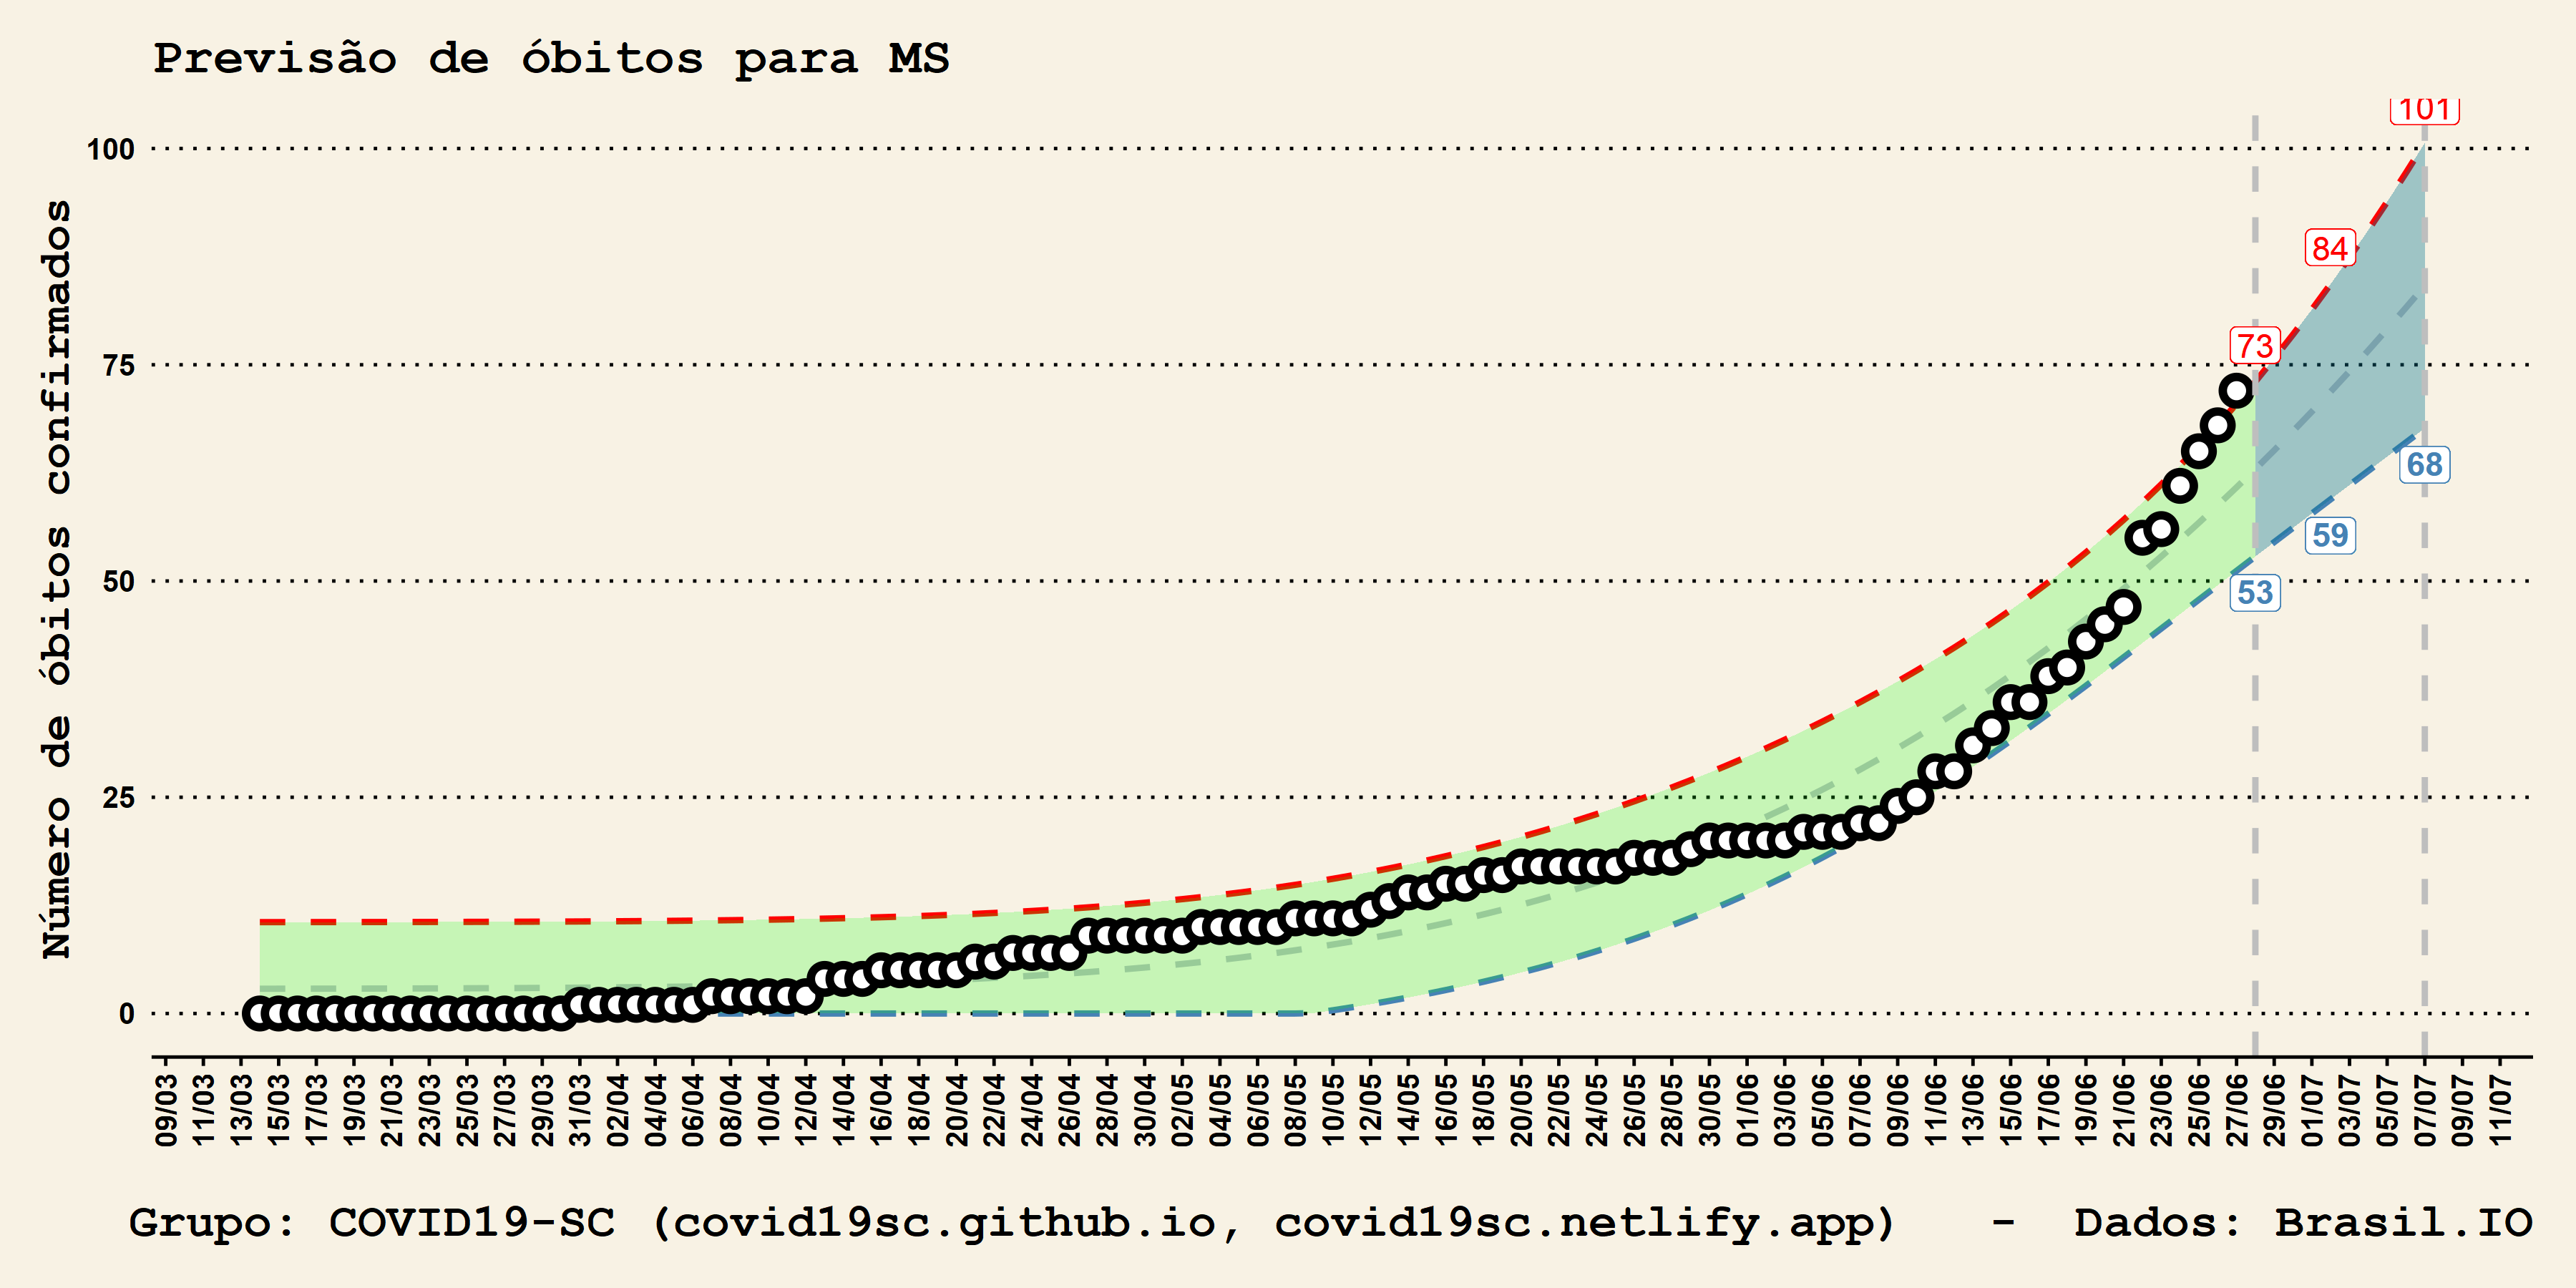 Previsão de óbitos para MS
Número de óbitos confirmados
100
75
50
25
0
101
84
73
68
59
53
09/03 11/03 13/03 15/03 17/03 19/03 21/03 23/03 25/03 27/03 29/03 31/03 02/04 04/04 06/04 08/04 10/04 12/04 14/04 16/04 18/04 20/04 22/04 24/04 26/04 28/04 30/04 02/05 04/05 06/05 08/05 10/05 12/05 14/05 16/05 18/05 20/05 22/05 24/05 26/05 28/05 30/05 01/06 03/06 05/06 07/06 09/06 11/06 13/06 15/06 17/06 19/06 21/06 23/06 25/06 27/06 29/06 01/07 03/07 05/07 07/07 09/07 11/07
Grupo: COVID19-SC (covid19sc.github.io, covid19sc.netlify.app) - Dados: Brasil.IO